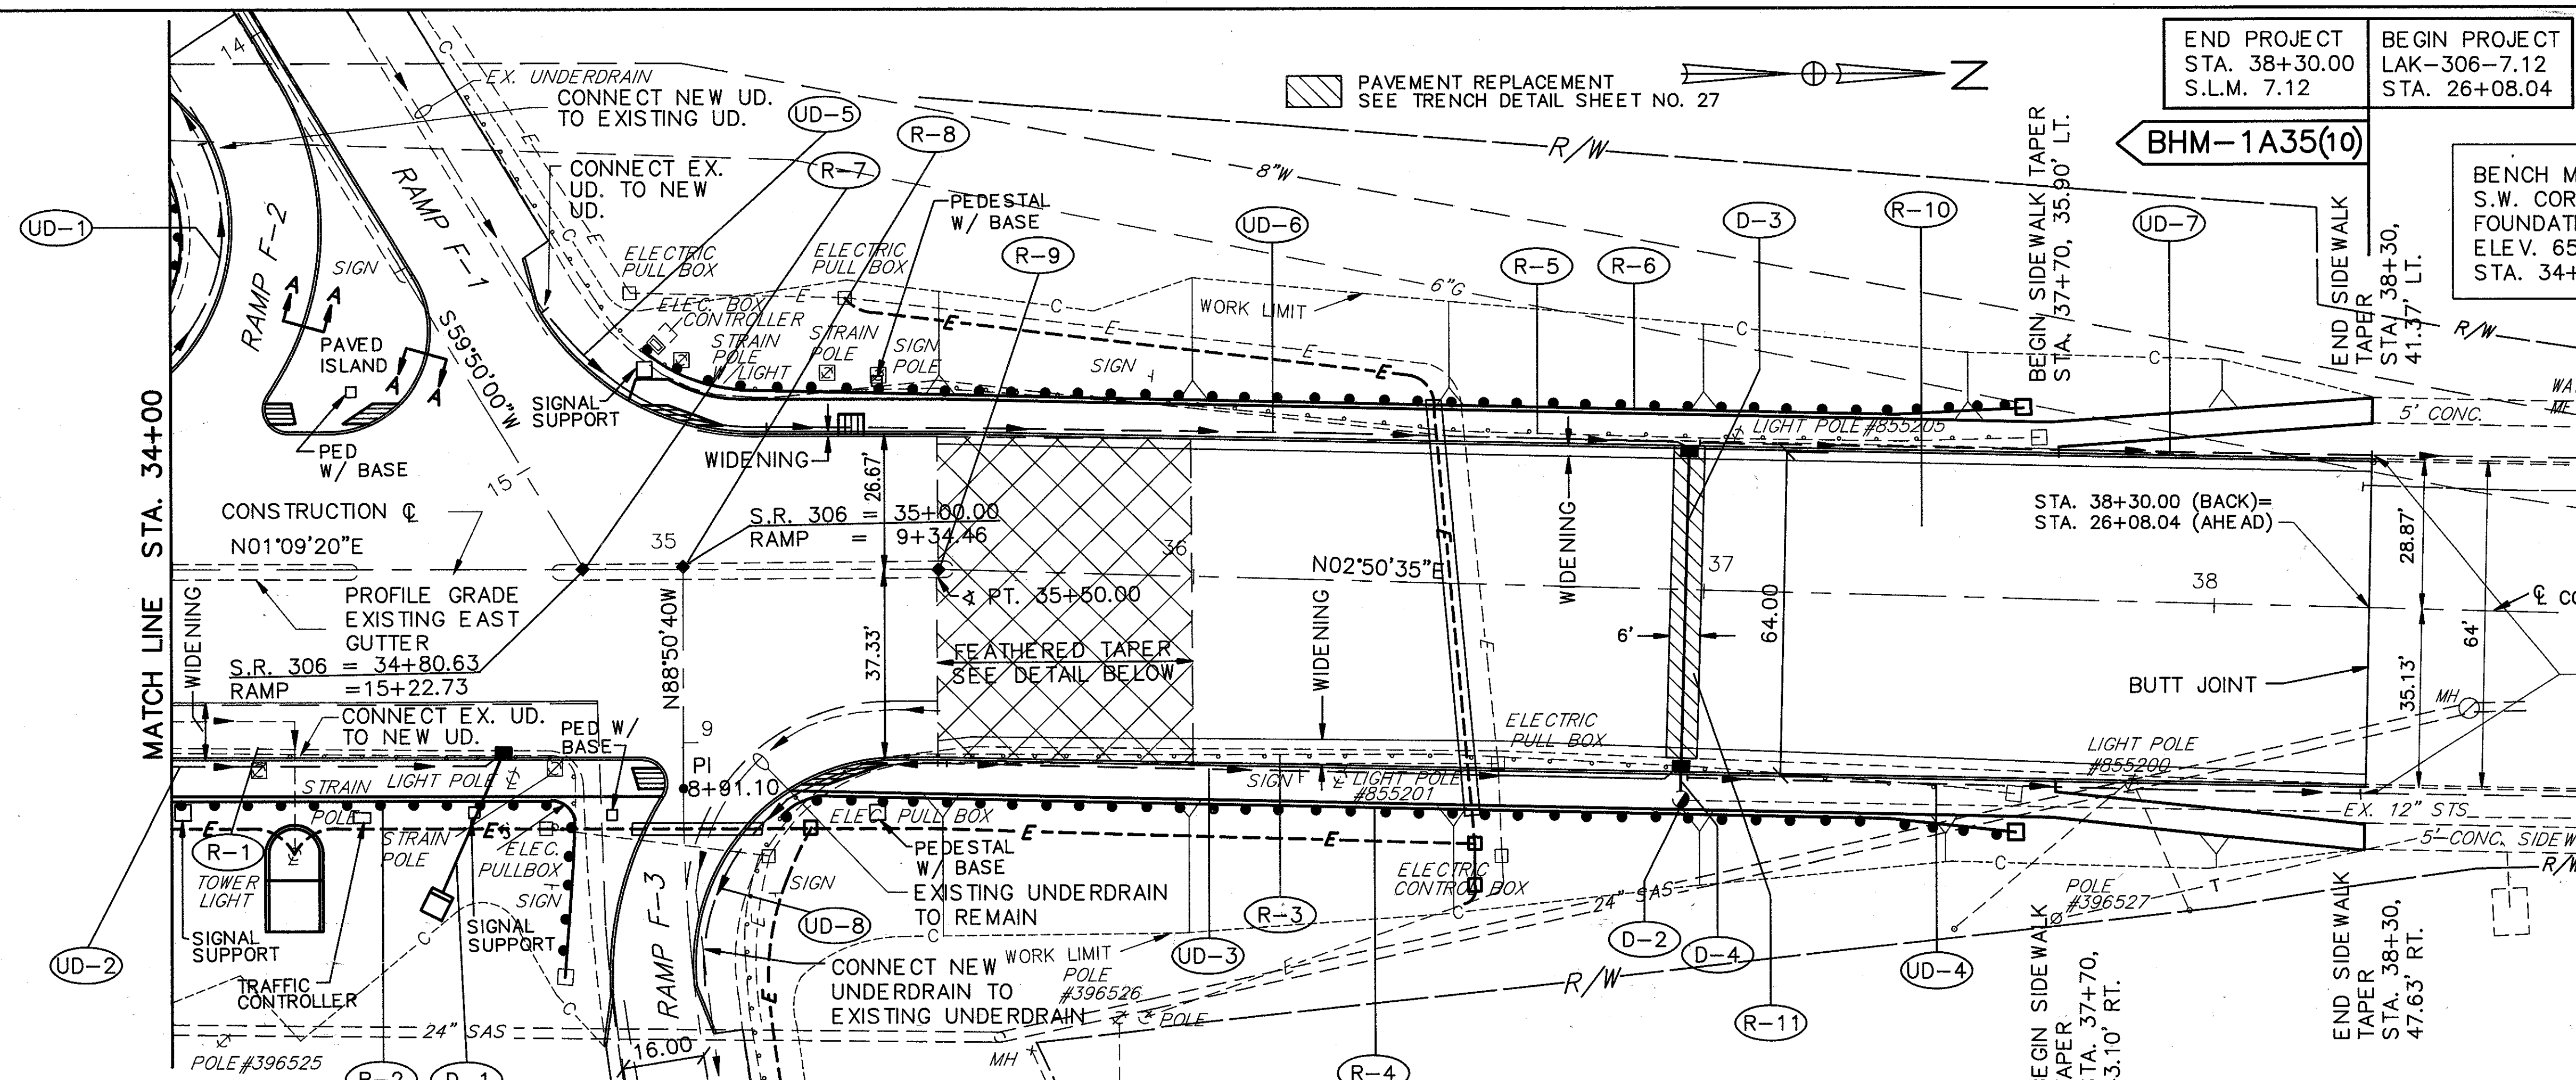 END PROJECT
STA. 38+30.00
S.L.M. 7.12
BEGIN PROJECT
LAK-306-7.12
STA. 26+08.04
BHM-1A35(10)
PAVEMENT REPLACEMENT
SEE TRENCH DETAIL SHEET NO. 27
N
14
EX. UNDERDRAIN
CONNECT NEW UD.
TO EXISTING UD.
UD-5
R-8
R-7
CONNECT EX.
UD. TO NEW
UD.
PEDESTAL
W/ BASE
R-9
UD-6
R-5
R-6
D-3
R-10
UD-7
R/W
8"W
6"G
BEGIN SIDEWALK TAPER
STA. 37+70, 35.90' LT.
END SIDEWALK
TAPER
STA. 38+30,
41.37' LT.
BENCH M
S.W. COR
FOUNDAT
ELEV. 65
STA. 34+
R/W
UD-1
RAMP F-2
RAMP F-1
SIGN
A
A
A
A
PAVED
ISLAND
PED
W/ BASE
S59°50'00"W
15
ELECTRIC
PULL BOX
ELECTRIC
PULL BOX
ELEC. BOX
CONTROLLER
STRAIN
POLE
W/LIGHT
STRAIN
POLE
SIGN
POLE
SIGN
SIGNAL
SUPPORT
WORK LIMIT
C
C
C
C
C
E
E
E
E
E
E
LIGHT POLE #855205
5' CONC.
MATCH LINE STA. 34+00
WIDENING
26.67'
CONSTRUCTION ℄
N01°09'20"E
35
S.R. 306 = 35+00.00
RAMP = 9+34.46
36
N02°50'35"E
∢ PT. 35+50.00
WIDENING
37
64.00
38
STA. 38+30.00 (BACK)=
STA. 26+08.04 (AHEAD)
28.87'
℄ CO
64'
35.13'
BUTT JOINT
WIDENING
PROFILE GRADE
EXISTING EAST
GUTTER
S.R. 306 = 34+80.63
RAMP =15+22.73
N88°50'40"W
37.33'
FEATHERED TAPER
SEE DETAIL BELOW
WIDENING
6'
CONNECT EX. UD.
TO NEW UD.
PED W/
BASE
9
PI
8+91.10
ELECTRIC
PULL BOX
LIGHT POLE
#855200
MH
STRAIN
POLE
LIGHT POLE
SIGN
LIGHT POLE
#855201
EX. 12" STS
5' CONC. SIDEW
R/W
R-1
TOWER
LIGHT
STRAIN
POLE
ELEC.
PULLBOX
SIGN
SIGNAL
SUPPORT
SIGNAL
SUPPORT
TRAFFIC
CONTROLLER
UD-2
PULL BOX
PEDESTAL
W/ BASE
SIGN
EXISTING UNDERDRAIN
TO REMAIN
UD-8
CONNECT NEW
UNDERDRAIN TO
EXISTING UNDERDRAIN
WORK LIMIT
POLE
#396526
POLE
MH
RAMP F-3
16.00
24" SAS
POLE #396525
R-2
D-1
UD-3
R-3
R-4
ELECTRIC
CONTROL BOX
24" SAS
R/W
D-2
D-4
R-11
UD-4
POLE
#396527
EGIN SIDEWALK
APER
STA. 37+70,
3.10' RT.
END SIDEWALK
TAPER
STA. 38+30,
47.63' RT.